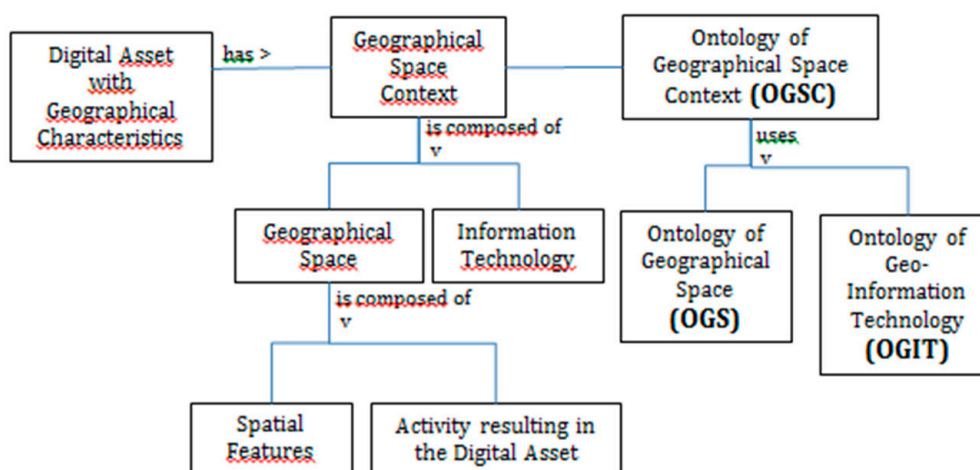 Digital Asset
with
Geographical
Characteristics
has >
Geographical
Space
Context
Ontology of
Geographical Space
Context (OGSC)
is composed of
v
uses
v
Geographical
Space
Information
Technology
Ontology of
Geographical
Space
(OGS)
Ontology of
Geo-
Information
Technology
(OGIT)
is composed of
v
Spatial
Features
Activity resulting in
the Digital Asset